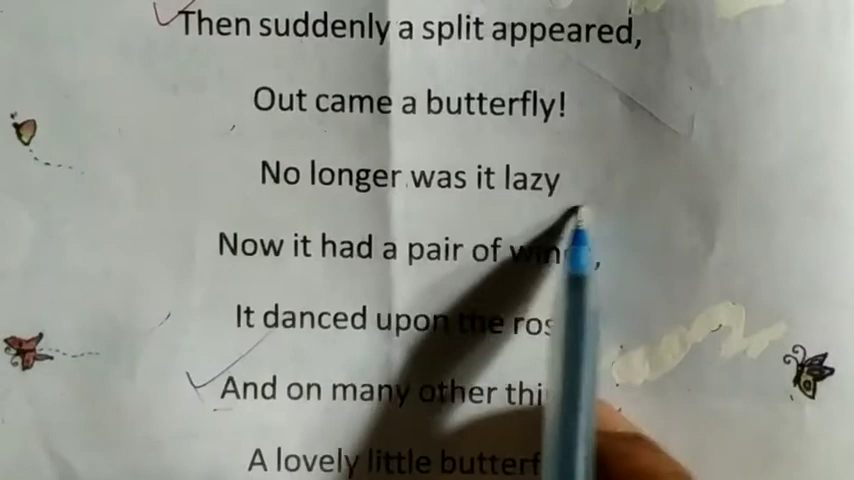 Then suddenly a split appeared,
Out came a butterfly!
No longer was it lazy
Now it had a pair of
It danced upon the
And on many other
A lovely little